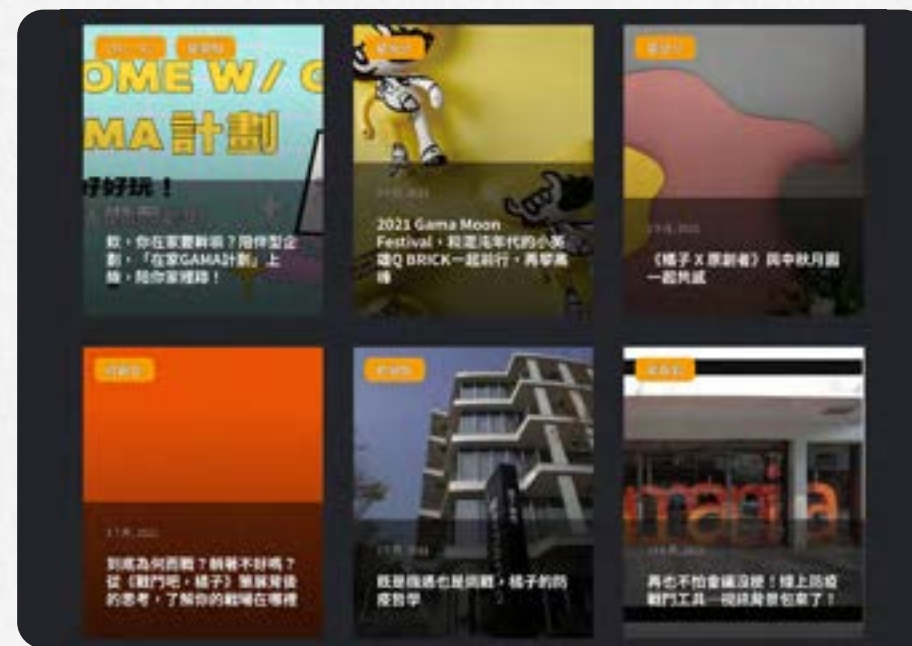 OME W/ G
MA計劃
好好玩！
欸，你在家要幹嘛？陪伴型企
劃，「在家GAMA計劃」上
線，陪你家裡蹲！
2021 Gama Moon
Festival，和混沌年代的小英
雄Q BRICK一起前行，再攀高
峰
《橘子 X 原創者》與中秋月圓
一起共感
到底為何而戰？躺著不好嗎？
從《戰鬥吧，橘子》策展背後
的思考，了解你的戰場在哪裡
既是機遇也是挑戰，橘子的防
疫哲學
mania
再也不怕會議沒梗！線上防疫
戰鬥工具—視訊背景包來了！